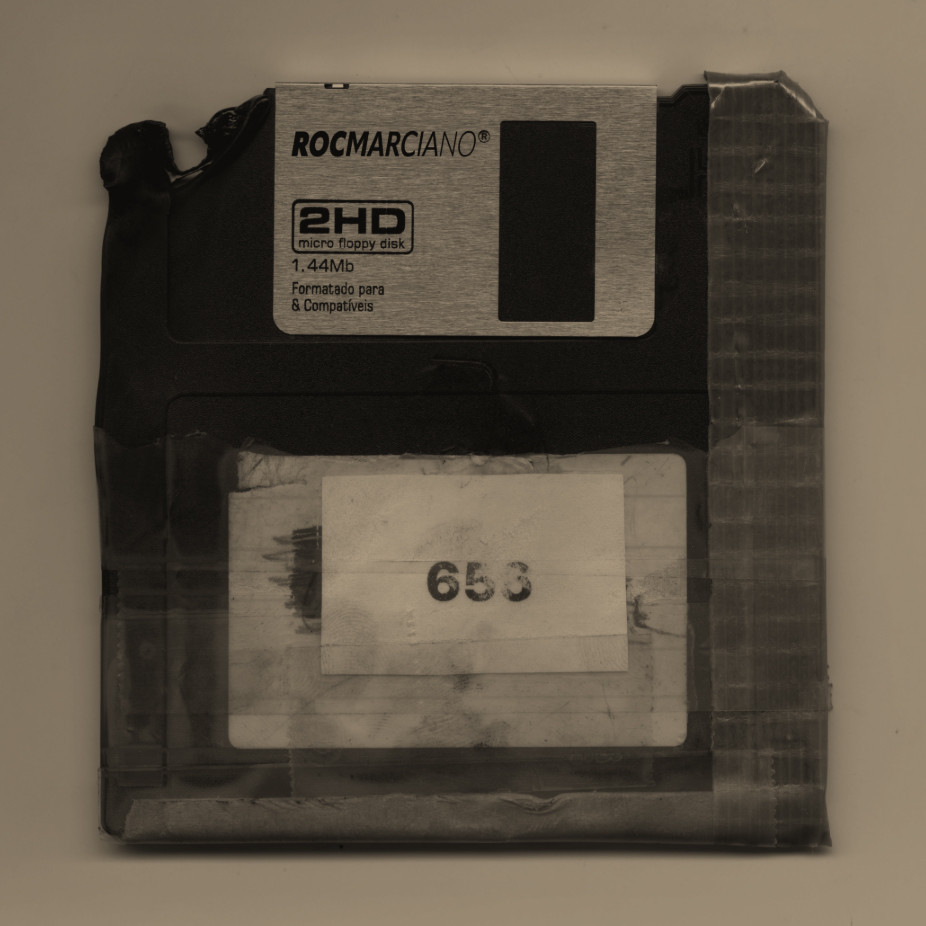 ROCMARCIANO®
2HD
micro floppy disk
1.44Mb
Formatado para
& Compatíveis
656